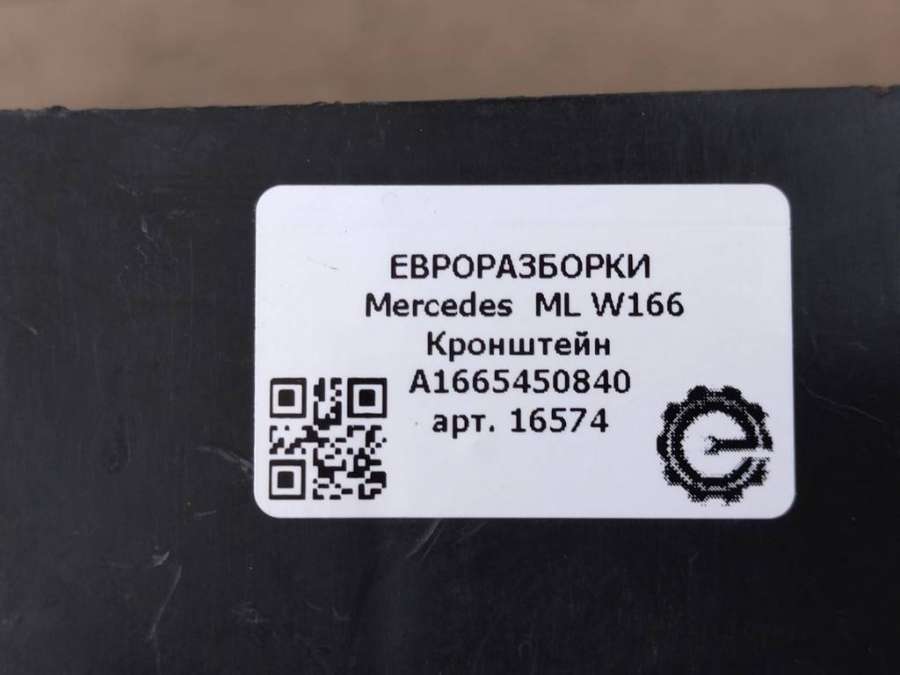 ЕВРОРАЗБОРКИ
Mercedes ML W166
Кронштейн
A1665450840
арт. 16574